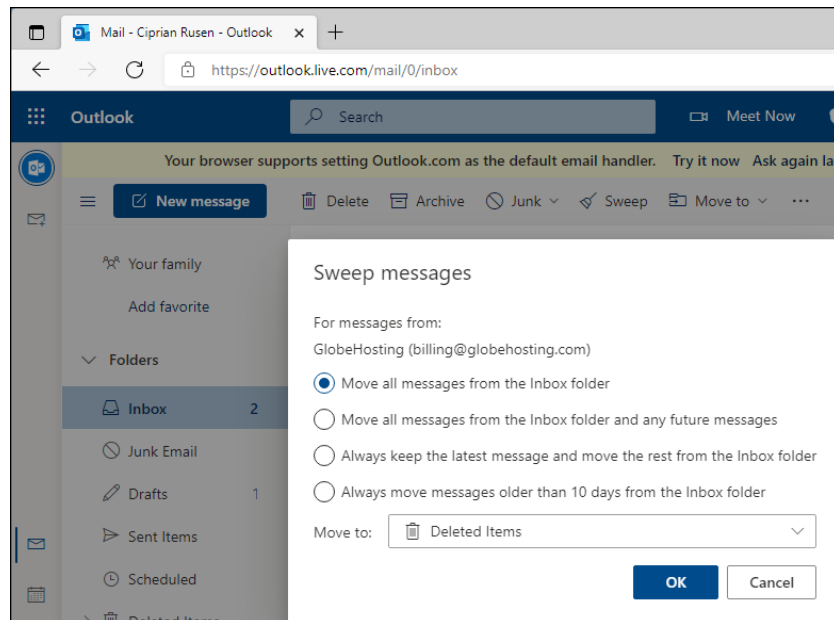 Mail - Ciprian Rusen - Outlook
https://outlook.live.com/mail/0/inbox
Outlook
Search
Meet Now
Your browser supports setting Outlook.com as the default email handler. Try it now Ask again la
New message
Delete
Archive
Junk
Sweep
Move to
Your family
Add favorite
Folders
Inbox 2
Junk Email
Drafts 1
Sent Items
Scheduled
Deleted Items
Sweep messages
For messages from:
GlobeHosting (billing@globehosting.com)
Move all messages from the Inbox folder
Move all messages from the Inbox folder and any future messages
Always keep the latest message and move the rest from the Inbox folder
Always move messages older than 10 days from the Inbox folder
Move to: Deleted Items
OK
Cancel